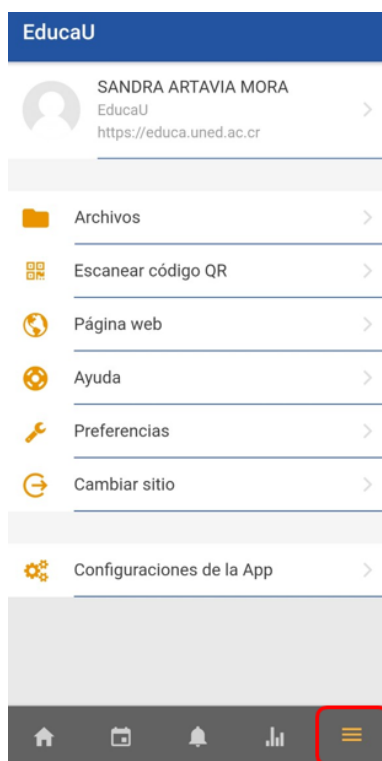 EducaU
SANDRA ARTAVIA MORA
EducaU
https://educa.uned.ac.cr
Archivos
Escanear código QR
Página web
Ayuda
Preferencias
Cambiar sitio
Configuraciones de la App